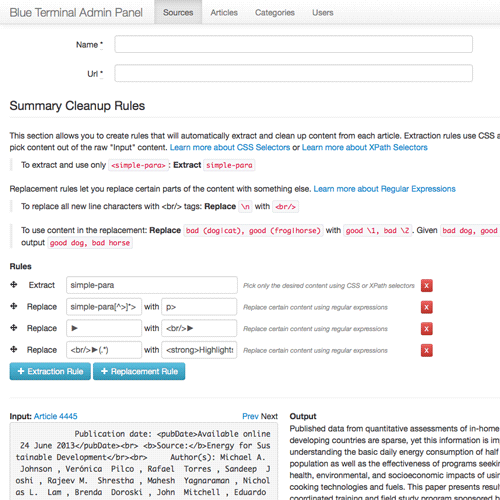 Blue Terminal Admin Panel Sources Articles Categories Users
Name *
Url *
Summary Cleanup Rules
This section allows you to create rules that will automatically extract and clean up content from each article. Extraction rules use CSS a
pick content out of the raw "Input" content. Learn more about CSS Selectors or Learn more about XPath Selectors
To extract and use only <simple-para> : Extract simple-para
Replacement rules let you replace certain parts of the content with something else. Learn more about Regular Expressions
To replace all new line characters with <br/> tags: Replace \n with <br/>
To use content in the replacement: Replace bad (dog|cat), good (frog|horse) with good \1, bad \2. Given bad dog, good
output good dog, bad horse
Rules
Extract simple-para Pick only the desired content using CSS or XPath selectors x
Replace simple-para[^>]*> with p> Replace certain content using regular expressions x
Replace ► with <br/>► Replace certain content using regular expressions x
Replace <br/>►(.*) with <strong>Highlights Replace certain content using regular expressions x
+ Extraction Rule + Replacement Rule
Input: Article 4445 Prev Next Output
Publication date: <pubDate>Available online
24 June 2013</pubDate><br> <b>Source:</b>Energy for Sus
tainable Development</br><br> Author(s): Michael A.
Johnson , Verónica Pilco , Rafael Torres , Sandeep J
oshi , Rajeev M. Shrestha , Mahesh Yagnaraman , Nichol
as L. Lam , Brenda Doroski , John Mitchell , Eduardo
Published data from quantitative assessments of in-home
developing countries are sparse, yet this information is im
understanding the basic daily energy consumption of half
population as well as the effectiveness of programs seekin
health, environmental, and socioeconomic impacts of usin
cooking technologies and fuels. This paper presents resul
coordinated training and field study program sponsored b